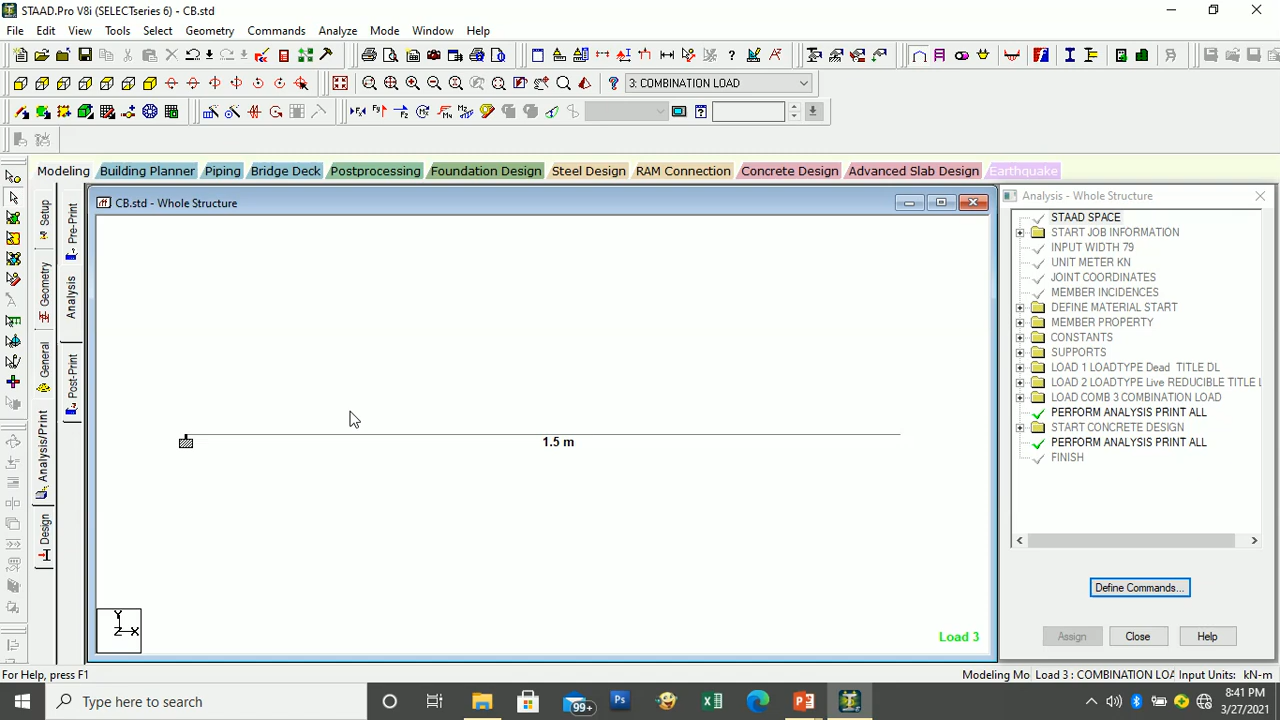 STAAD.Pro V8i (SELECTseries 6) - CB.std
File Edit View Tools Select Geometry Commands Analyze Mode Window Help
3: COMBINATION LOAD
Modeling Building Planner Piping Bridge Deck Postprocessing Foundation Design Steel Design RAM Connection Concrete Design Advanced Slab Design Earthquake
Setup
Geometry
General
Analysis/Print
Design
Pre-Print
Analysis
Post-Print
CB.std - Whole Structure
1.5 m
Y
Z X
Load 3
Analysis - Whole Structure
STAAD SPACE
START JOB INFORMATION
INPUT WIDTH 79
UNIT METER KN
JOINT COORDINATES
MEMBER INCIDENCES
DEFINE MATERIAL START
MEMBER PROPERTY
CONSTANTS
SUPPORTS
LOAD 1 LOADTYPE Dead TITLE DL
LOAD 2 LOADTYPE Live REDUCIBLE TITLE L
LOAD COMB 3 COMBINATION LOAD
PERFORM ANALYSIS PRINT ALL
START CONCRETE DESIGN
PERFORM ANALYSIS PRINT ALL
FINISH
Define Commands...
Assign Close Help
For Help, press F1
Modeling Mo Load 3 : COMBINATION LOA Input Units: kN-m
Type here to search
99+
Ps
8:41 PM
3/27/2021